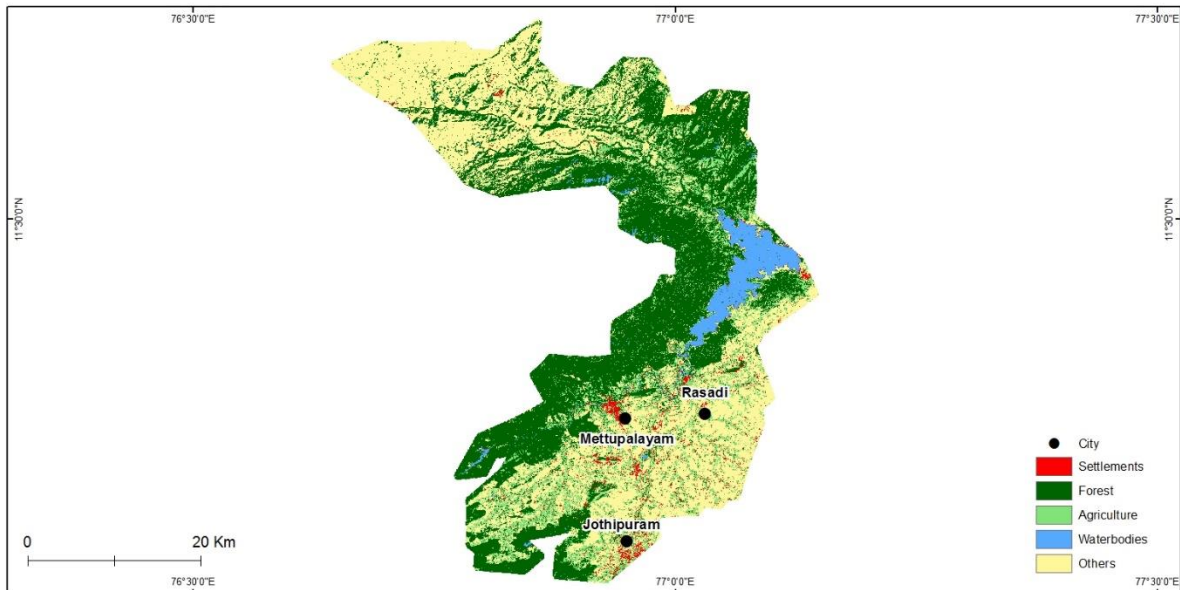 76°30'0"E
77°0'0"E
77°30'0"E
11°30'0"N
11°30'0"N
Rasadi
Mettupalayam
Jothipuram
City
Settlements
Forest
Agriculture
Waterbodies
Others
0
20 Km
76°30'0"E
77°0'0"E
77°30'0"E